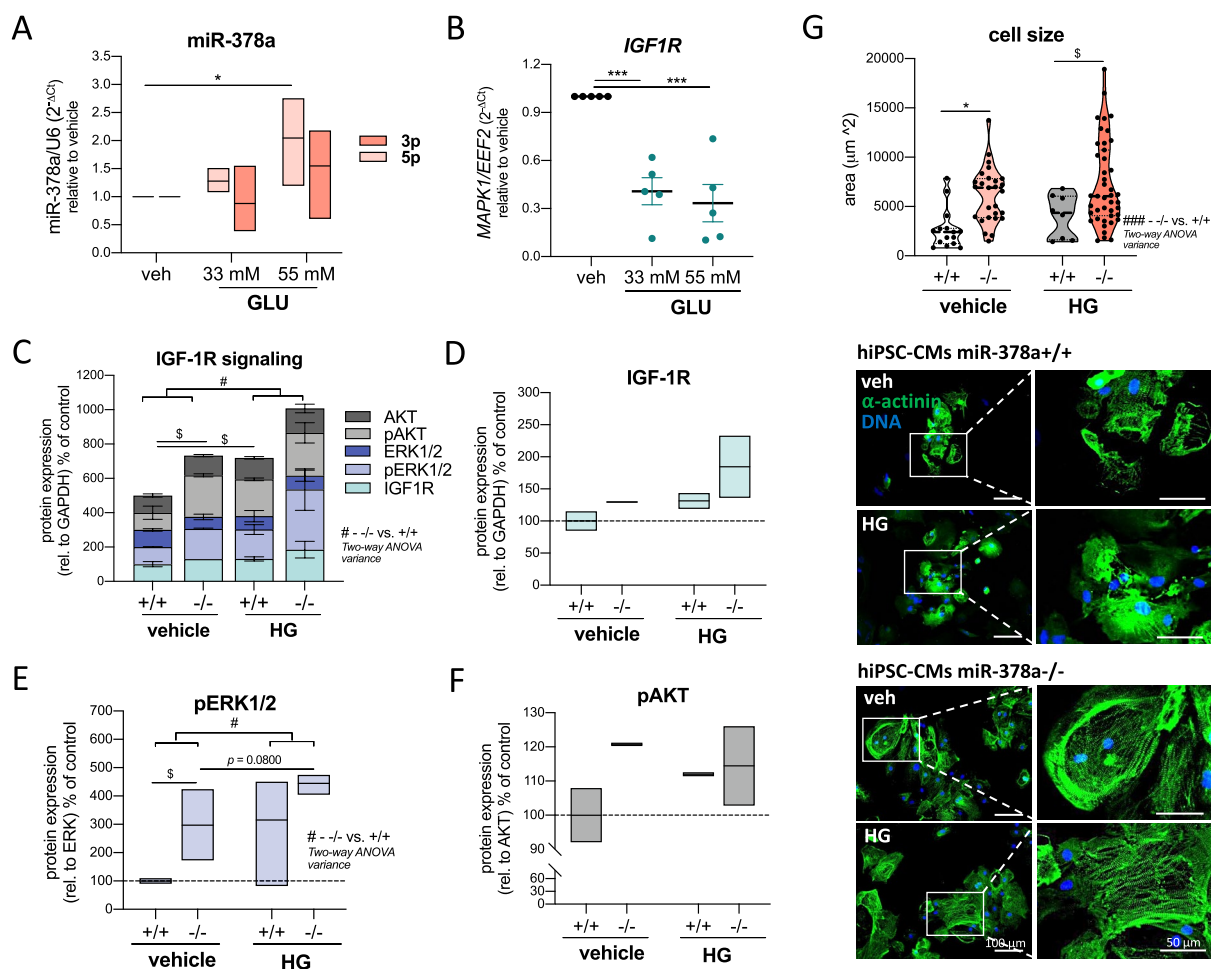 A
miR-378a
miR-378a/U6 (2^-ΔCt)
relative to vehicle
3.5
3.0
2.5
2.0
1.5
1.0
0.5
0.0
*
3p
5p
veh
33 mM
55 mM
GLU
B
IGF1R
MAPK1/EEF2 (2^-ΔCt)
relative to vehicle
1.2
0.9
0.6
0.3
0.0
***
***
veh
33 mM
55 mM
GLU
G
cell size
area (µm ^2)
20000
15000
10000
5000
0
*
$
### - -/- vs. +/+
Two-way ANOVA
variance
+/+
-/-
+/+
-/-
vehicle
HG
C
IGF-1R signaling
protein expression
(rel. to GAPDH) % of control
1200
1000
800
600
400
200
0
#
$
$
AKT
pAKT
ERK1/2
pERK1/2
IGF1R
# - -/- vs. +/+
Two-way ANOVA
variance
+/+
-/-
+/+
-/-
vehicle
HG
D
IGF-1R
protein expression
(rel. to GAPDH) % of control
300
250
200
150
100
50
0
+/+
-/-
+/+
-/-
vehicle
HG
hiPSC-CMs miR-378a+/+
veh
α-actinin
DNA
HG
E
pERK1/2
protein expression
(rel. to ERK) % of control
700
600
500
400
300
200
100
0
#
p = 0.0800
$
# - -/- vs. +/+
Two-way ANOVA
variance
+/+
-/-
+/+
-/-
vehicle
HG
F
pAKT
protein expression
(rel. to AKT) % of control
130
120
110
100
90
60
30
0
+/+
-/-
+/+
-/-
vehicle
HG
hiPSC-CMs miR-378a-/-
veh
HG
100 µm
50 µm